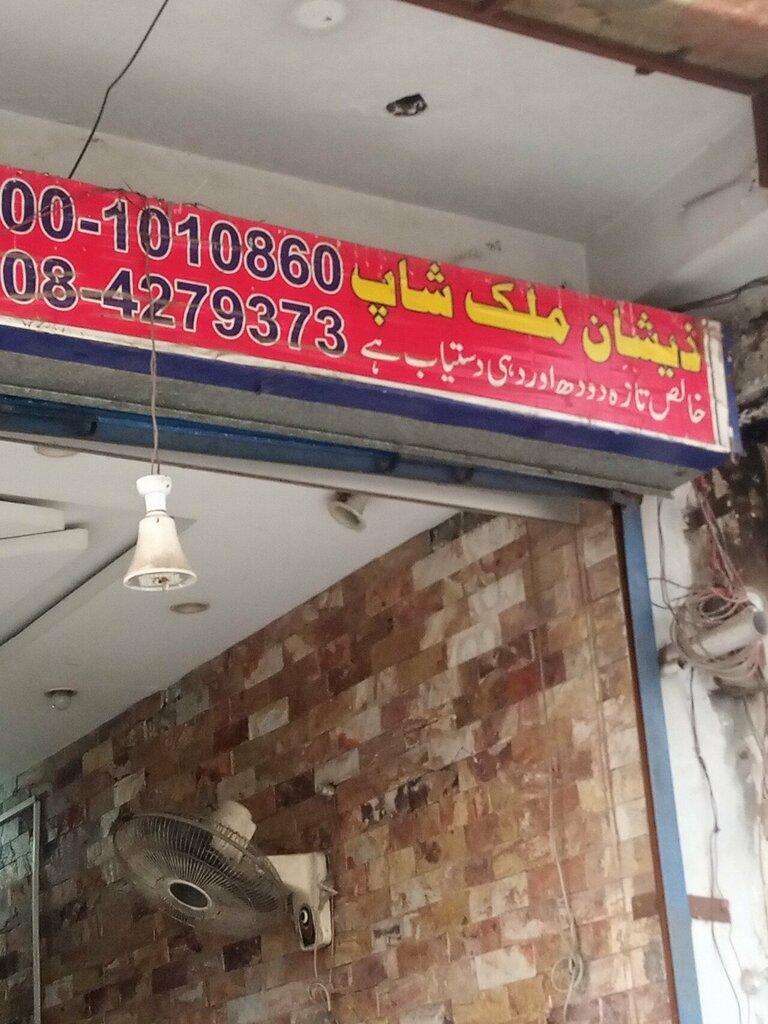 ذیشان ملک شاپ
خالص تازہ دودھ اور دہی دستیاب ہے
00-1010860
08-4279373